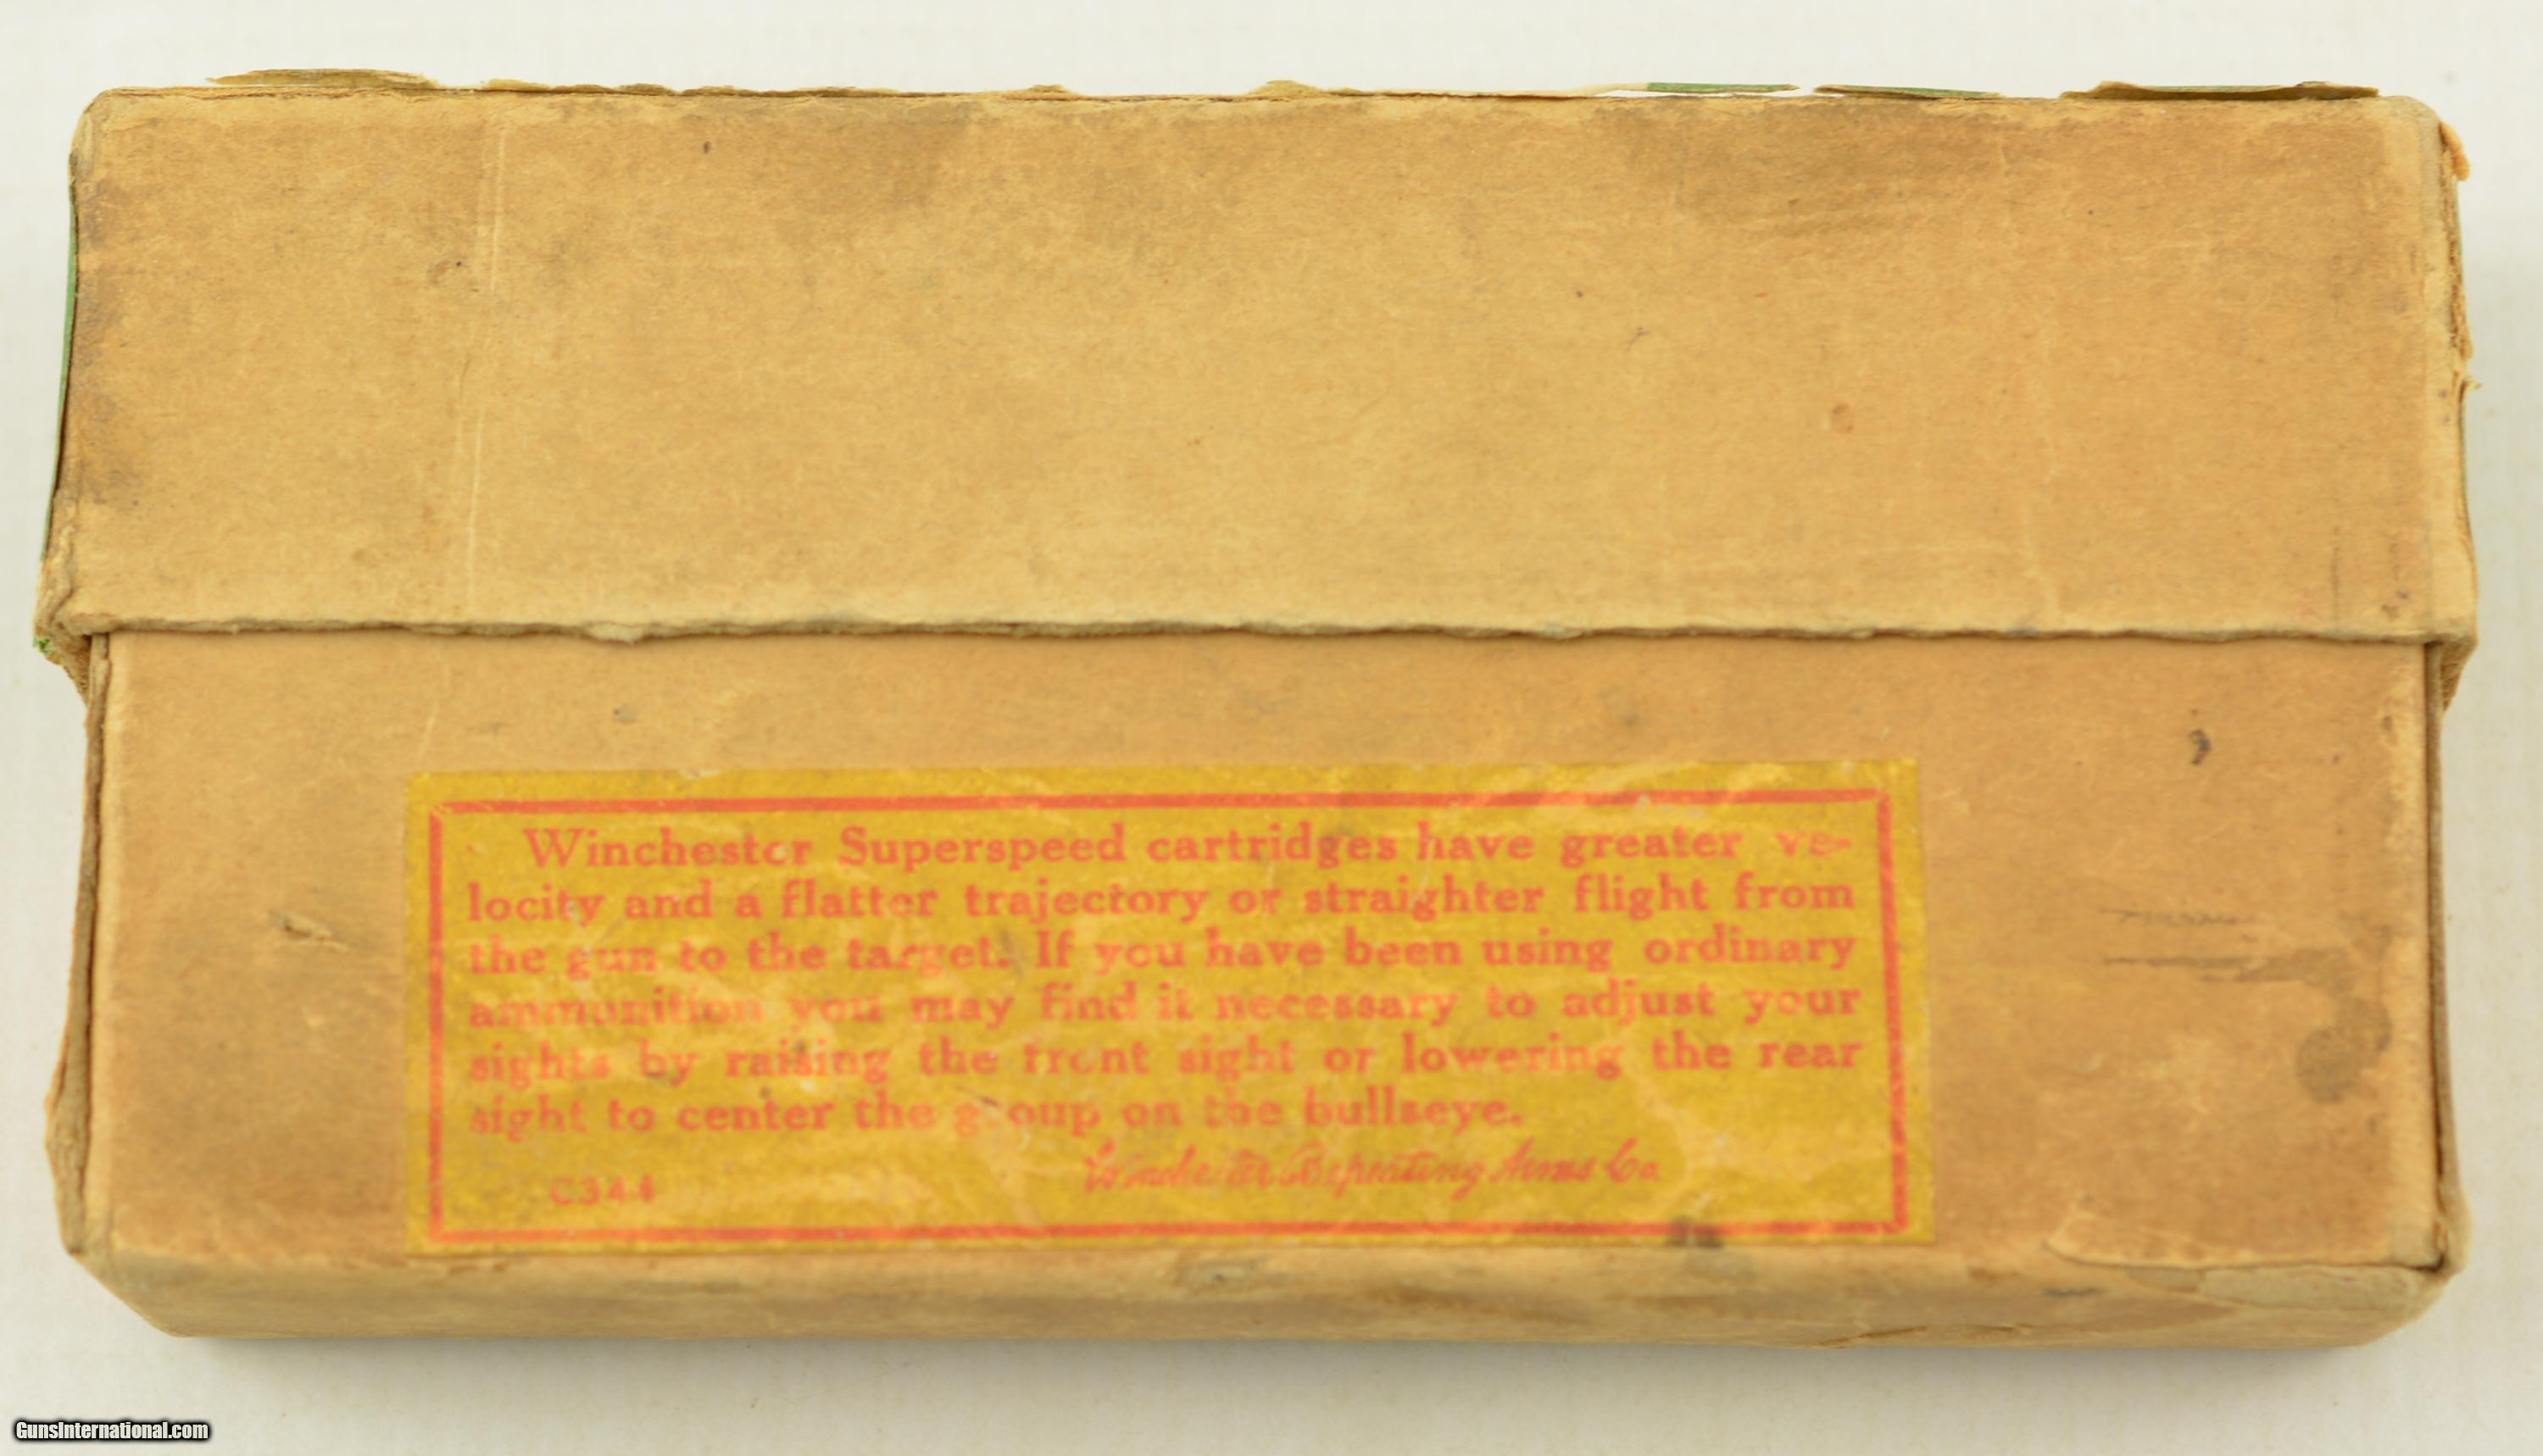 Winchester Superspeed cartridges have greater ve-
locity and a flatter trajectory or straighter flight from
the gun to the target. If you have been using ordinary
ammunition you may find it necessary to adjust your
sights by raising the front sight or lowering the rear
sight to center the group on the bullseye.
Winchester Repeating Arms Co.
C344
GunsInternational.com